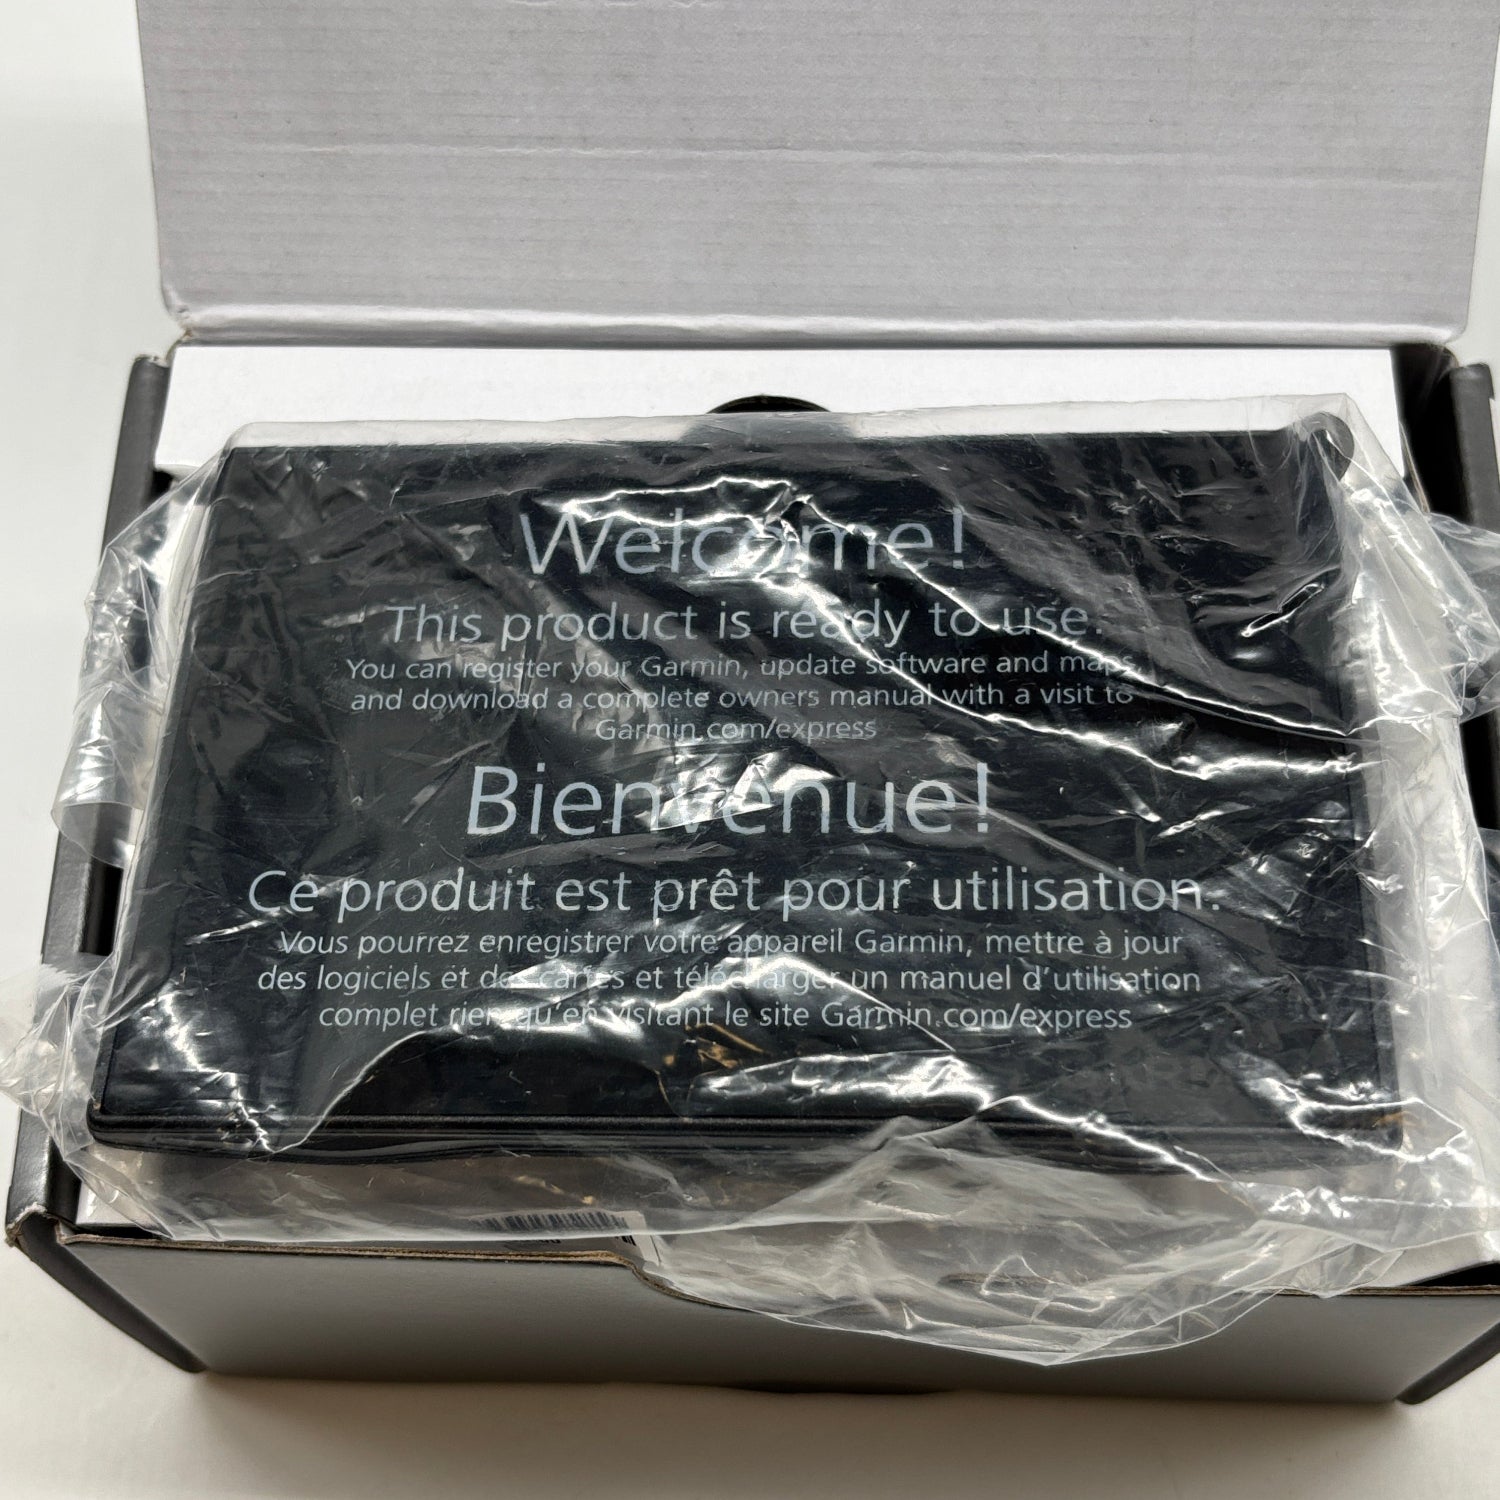 Welcome!
This product is ready to use.
You can register your Garmin, update software and maps,
and download a complete owners manual with a visit to
Garmin.com/express
Bienvenue!
Ce produit est prêt pour utilisation.
Vous pourrez enregistrer votre appareil Garmin, mettre à jour
des logiciels et des cartes et télécharger un manuel d'utilisation
complet rien qu'en visitant le site Garmin.com/express